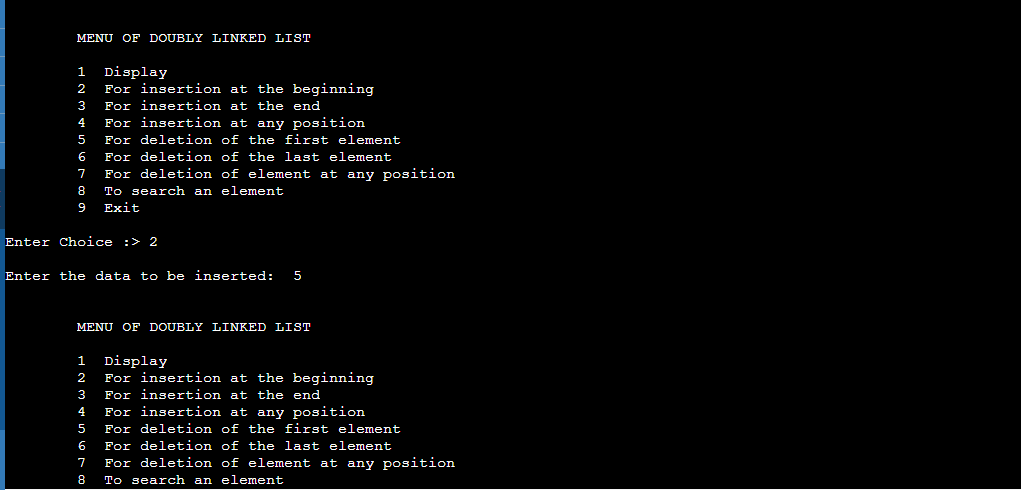 MENU OF DOUBLY LINKED LIST
1 Display
2 For insertion at the beginning
3 For insertion at the end
4 For insertion at any position
5 For deletion of the first element
6 For deletion of the last element
7 For deletion of element at any position
8 To search an element
9 Exit
Enter Choice :> 2
Enter the data to be inserted: 5
MENU OF DOUBLY LINKED LIST
1 Display
2 For insertion at the beginning
3 For insertion at the end
4 For insertion at any position
5 For deletion of the first element
6 For deletion of the last element
7 For deletion of element at any position
8 To search an element